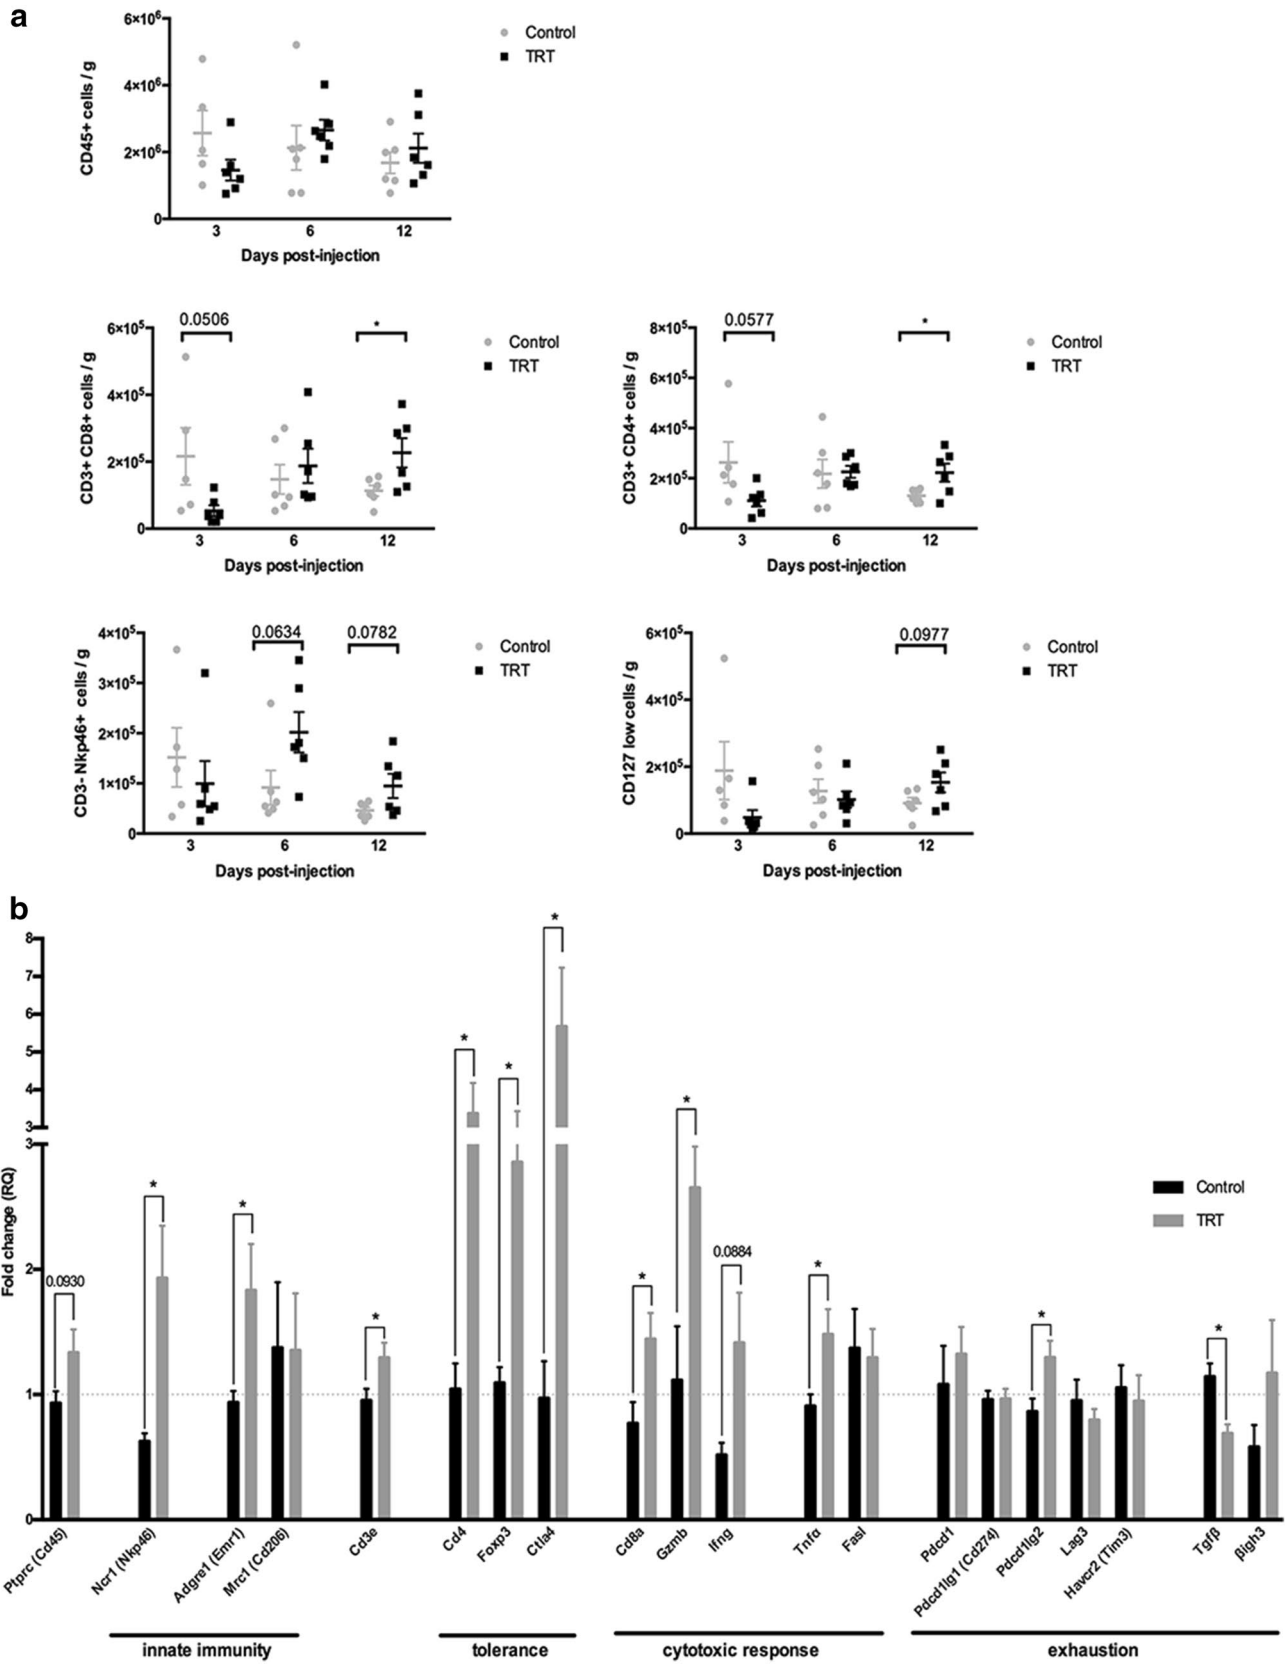 a
6×10⁶
4×10⁶
2×10⁶
0
CD45+ cells / g
3 6 12
Days post-injection
Control
TRT
6×10⁵
4×10⁵
2×10⁵
0
CD3+ CD8+ cells / g
0.0506
*
3 6 12
Days post-injection
Control
TRT
8×10⁵
6×10⁵
4×10⁵
2×10⁵
0
CD3+ CD4+ cells / g
0.0577
*
3 6 12
Days post-injection
Control
TRT
4×10⁵
3×10⁵
2×10⁵
1×10⁵
0
CD3- Nkp46+ cells / g
0.0634
0.0782
3 6 12
Days post-injection
Control
TRT
6×10⁵
4×10⁵
2×10⁵
0
CD127 low cells / g
0.0977
3 6 12
Days post-injection
Control
TRT
b
8
7
6
5
4
3
3
2
1
0
Fold change (RQ)
0.0930
*
*
*
*
*
*
*
*
0.0884
*
*
*
Control
TRT
Ptprc (Cd45)
Ncr1 (Nkp46)
Adgre1 (Emr1)
Mrc1 (Cd206)
Cd3e
Cd4
Foxp3
Ctla4
Cd8a
Gzmb
Ifng
Tnfα
Fasl
Pdcd1
Pdcd1lg1 (Cd274)
Pdcd1lg2
Lag3
Havcr2 (Tim3)
Tgfβ
βigh3
innate immunity
tolerance
cytotoxic response
exhaustion